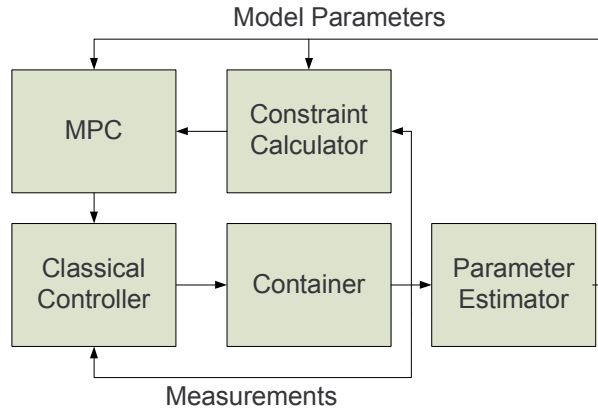 Model Parameters
MPC
Constraint
Calculator
Classical
Controller
Container
Parameter
Estimator
Measurements